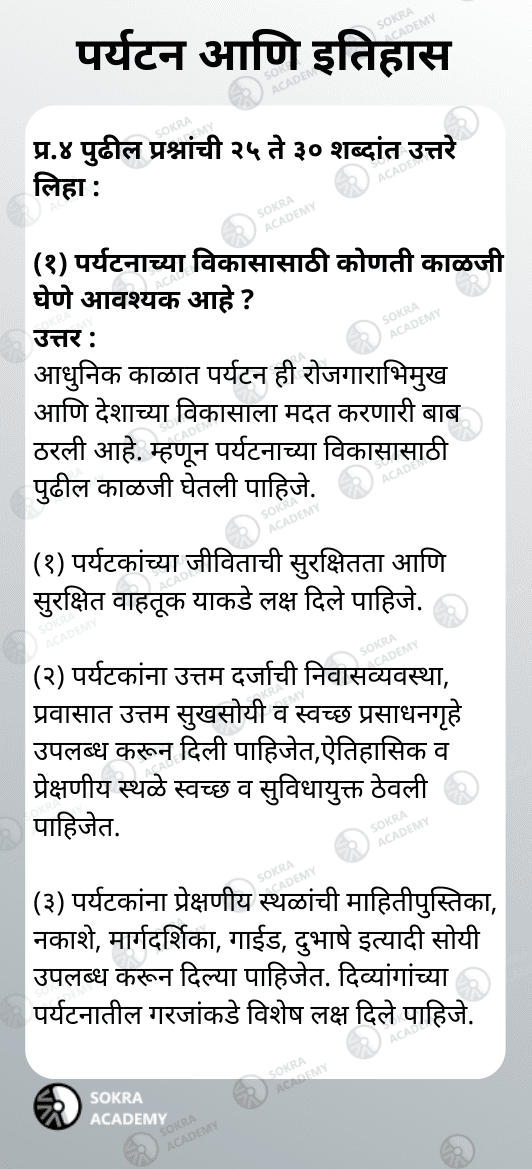 पर्यटन आणि इतिहास
प्र.४ पुढील प्रश्नांची २५ ते ३० शब्दांत उत्तरे
लिहा :
(१) पर्यटनाच्या विकासासाठी कोणती काळजी
घेणे आवश्यक आहे ?
उत्तर :
आधुनिक काळात पर्यटन ही रोजगाराभिमुख
आणि देशाच्या विकासाला मदत करणारी बाब
ठरली आहे. म्हणून पर्यटनाच्या विकासासाठी
पुढील काळजी घेतली पाहिजे.
(१) पर्यटकांच्या जीविताची सुरक्षितता आणि
सुरक्षित वाहतूक याकडे लक्ष दिले पाहिजे.
(२) पर्यटकांना उत्तम दर्जाची निवासव्यवस्था,
प्रवासात उत्तम सुखसोयी व स्वच्छ प्रसाधनगृहे
उपलब्ध करून दिली पाहिजेत,ऐतिहासिक व
प्रेक्षणीय स्थळे स्वच्छ व सुविधायुक्त ठेवली
पाहिजेत.
(३) पर्यटकांना प्रेक्षणीय स्थळांची माहितीपुस्तिका,
नकाशे, मार्गदर्शिका, गाईड, दुभाषे इत्यादी सोयी
उपलब्ध करून दिल्या पाहिजेत. दिव्यांगांच्या
पर्यटनातील गरजांकडे विशेष लक्ष दिले पाहिजे.
SOKRA
ACADEMY